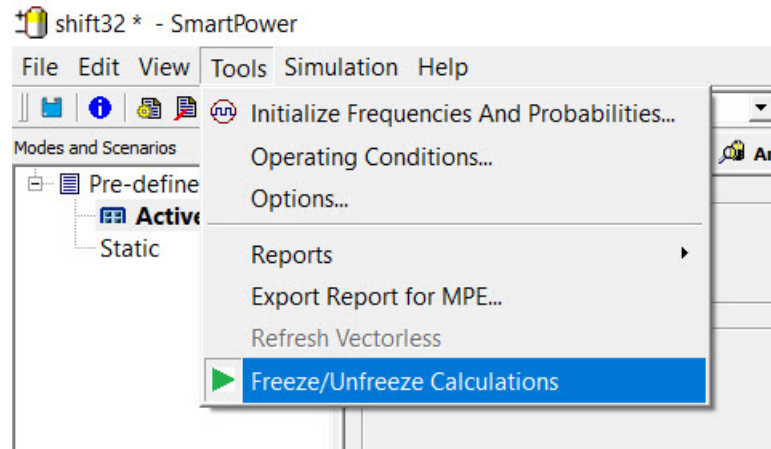 shift32 * - SmartPower
File Edit View Tools Simulation Help
Modes and Scenarios
Initialize Frequencies And Probabilities...
Operating Conditions...
Options...
Reports
Export Report for MPE...
Refresh Vectorless
Freeze/Unfreeze Calculations
Pre-define
Active
Static